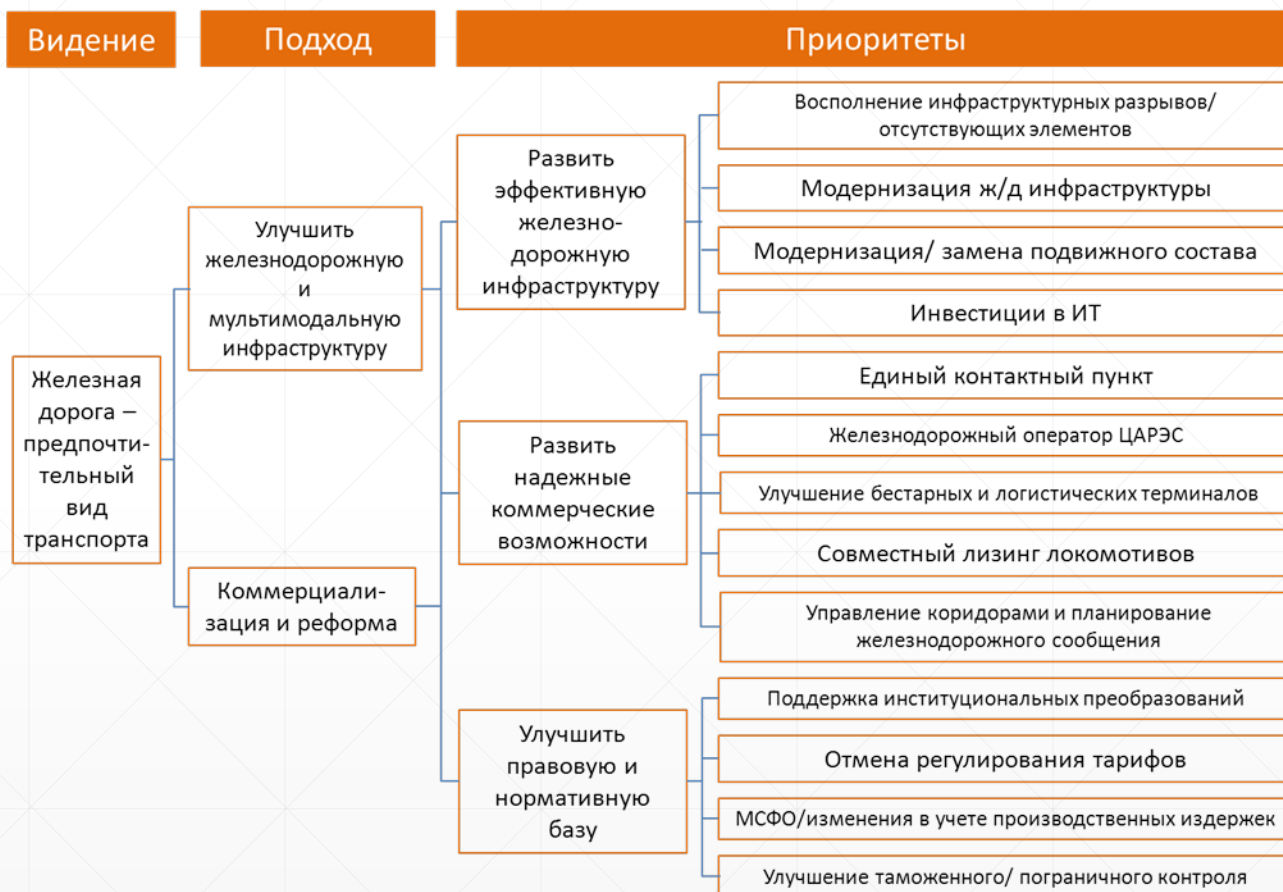 Видение
Подход
Приоритеты
Железная
дорога –
предпочти-
тельный
вид
транспорта
Улучшить
железнодорожную
и
мультимодальную
инфраструктуру
Коммерциали-
зация и реформа
Развить
эффективную
железно-
дорожную
инфраструктуру
Восполнение инфраструктурных разрывов/
отсутствующих элементов
Модернизация ж/д инфраструктуры
Модернизация/ замена подвижного состава
Инвестиции в ИТ
Развить
надежные
коммерческие
возможности
Единый контактный пункт
Железнодорожный оператор ЦАРЭС
Улучшение бестарных и логистических терминалов
Совместный лизинг локомотивов
Управление коридорами и планирование
железнодорожного сообщения
Улучшить
правовую и
нормативную
базу
Поддержка институциональных преобразований
Отмена регулирования тарифов
МСФО/изменения в учете производственных издержек
Улучшение таможенного/ пограничного контроля